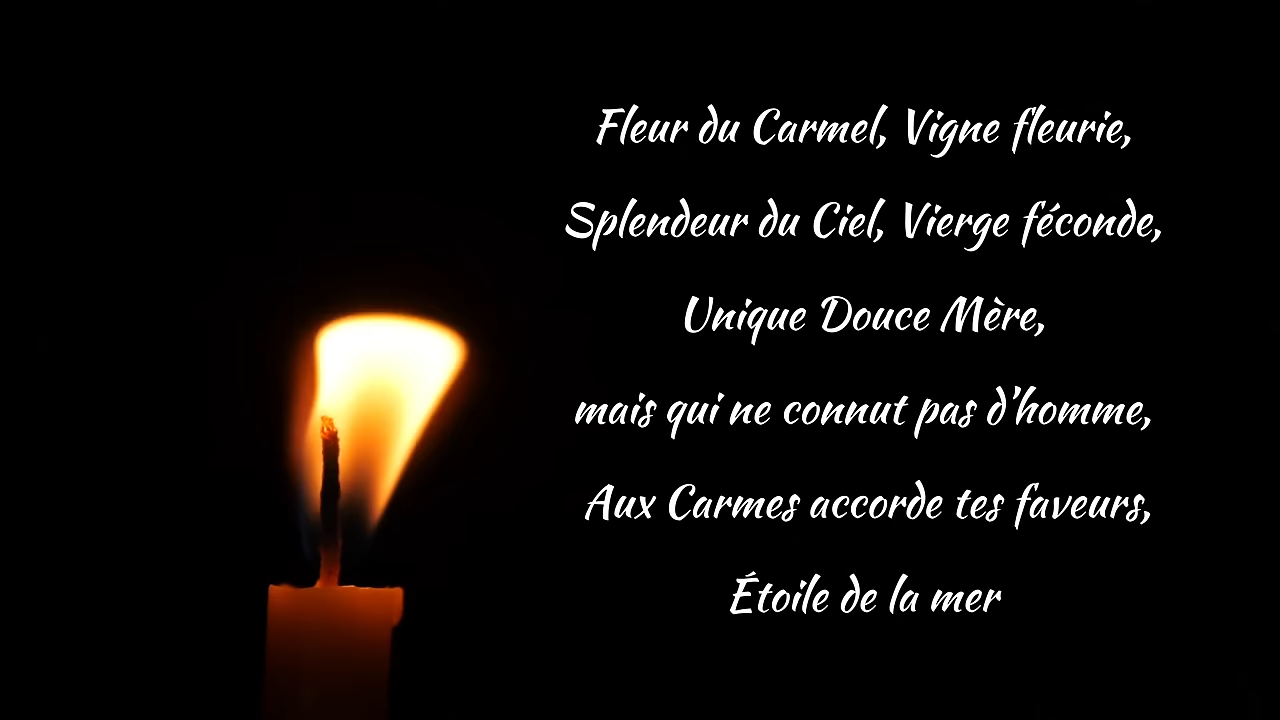 Fleur du Carmel, Vigne fleurie,
Splendeur du Ciel, Vierge féconde,
Unique Douce Mère,
mais qui ne connut pas d'homme,
Aux Carmes accorde tes faveurs,
Étoile de la mer